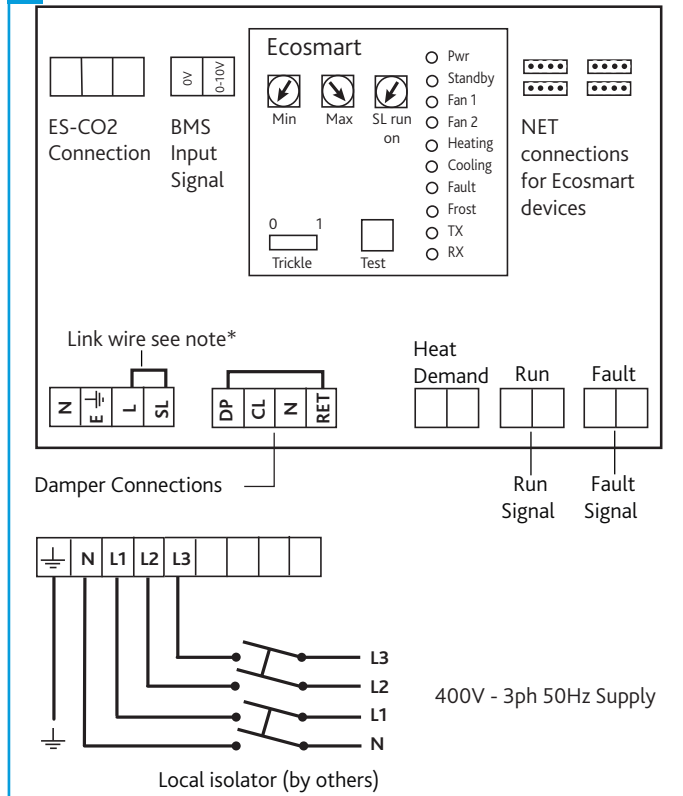 Ecosmart
Pwr
Standby
Fan 1
Fan 2
Heating
Cooling
Fault
Frost
TX
RX
Min
Max
SL run
on
0 1
Trickle
Test
0V
0-10V
ES-CO2
Connection
BMS
Input
Signal
NET
connections
for Ecosmart
devices
Link wire see note*
N
E
L
SL
DP
CL
N
RET
Heat
Demand
Run
Fault
Damper Connections
Run
Signal
Fault
Signal
N L1 L2 L3
L3
L2
L1
N
400V - 3ph 50Hz Supply
Local isolator (by others)